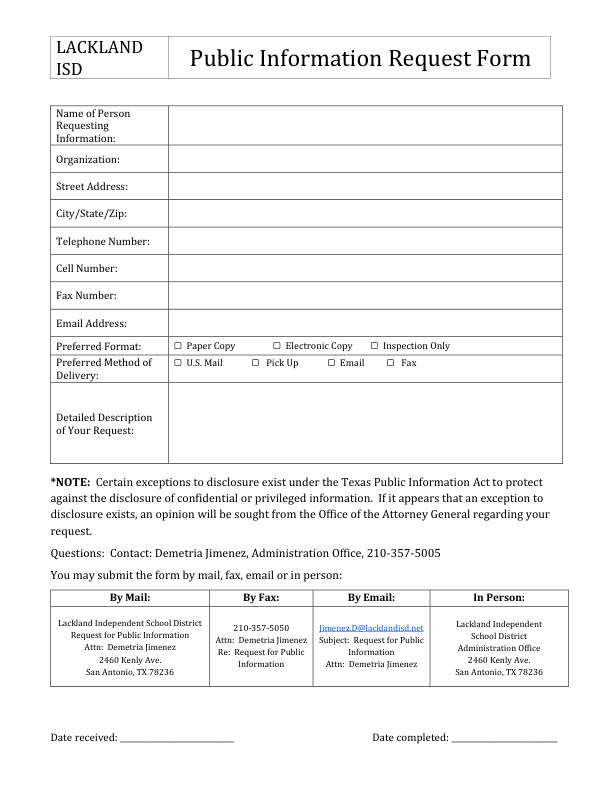 LACKLAND
ISD
Public Information Request Form
Name of Person
Requesting
Information:
Organization:
Street Address:
City/State/Zip:
Telephone Number:
Cell Number:
Fax Number:
Email Address:
Preferred Format:
☐ Paper Copy ☐ Electronic Copy ☐ Inspection Only
Preferred Method of
Delivery:
☐ U.S. Mail ☐ Pick Up ☐ Email ☐ Fax
Detailed Description
of Your Request:
*NOTE: Certain exceptions to disclosure exist under the Texas Public Information Act to protect
against the disclosure of confidential or privileged information. If it appears that an exception to
disclosure exists, an opinion will be sought from the Office of the Attorney General regarding your
request.
Questions: Contact: Demetria Jimenez, Administration Office, 210-357-5005
You may submit the form by mail, fax, email or in person:
By Mail:
Lackland Independent School District
Request for Public Information
Attn: Demetria Jimenez
2460 Kenly Ave.
San Antonio, TX 78236
By Fax:
210-357-5050
Attn: Demetria Jimenez
Re: Request for Public
Information
By Email:
Jimenez.D@lacklandisd.net
Subject: Request for Public
Information
Attn: Demetria Jimenez
In Person:
Lackland Independent
School District
Administration Office
2460 Kenly Ave.
San Antonio, TX 78236
Date received: ________________________ Date completed: ________________________